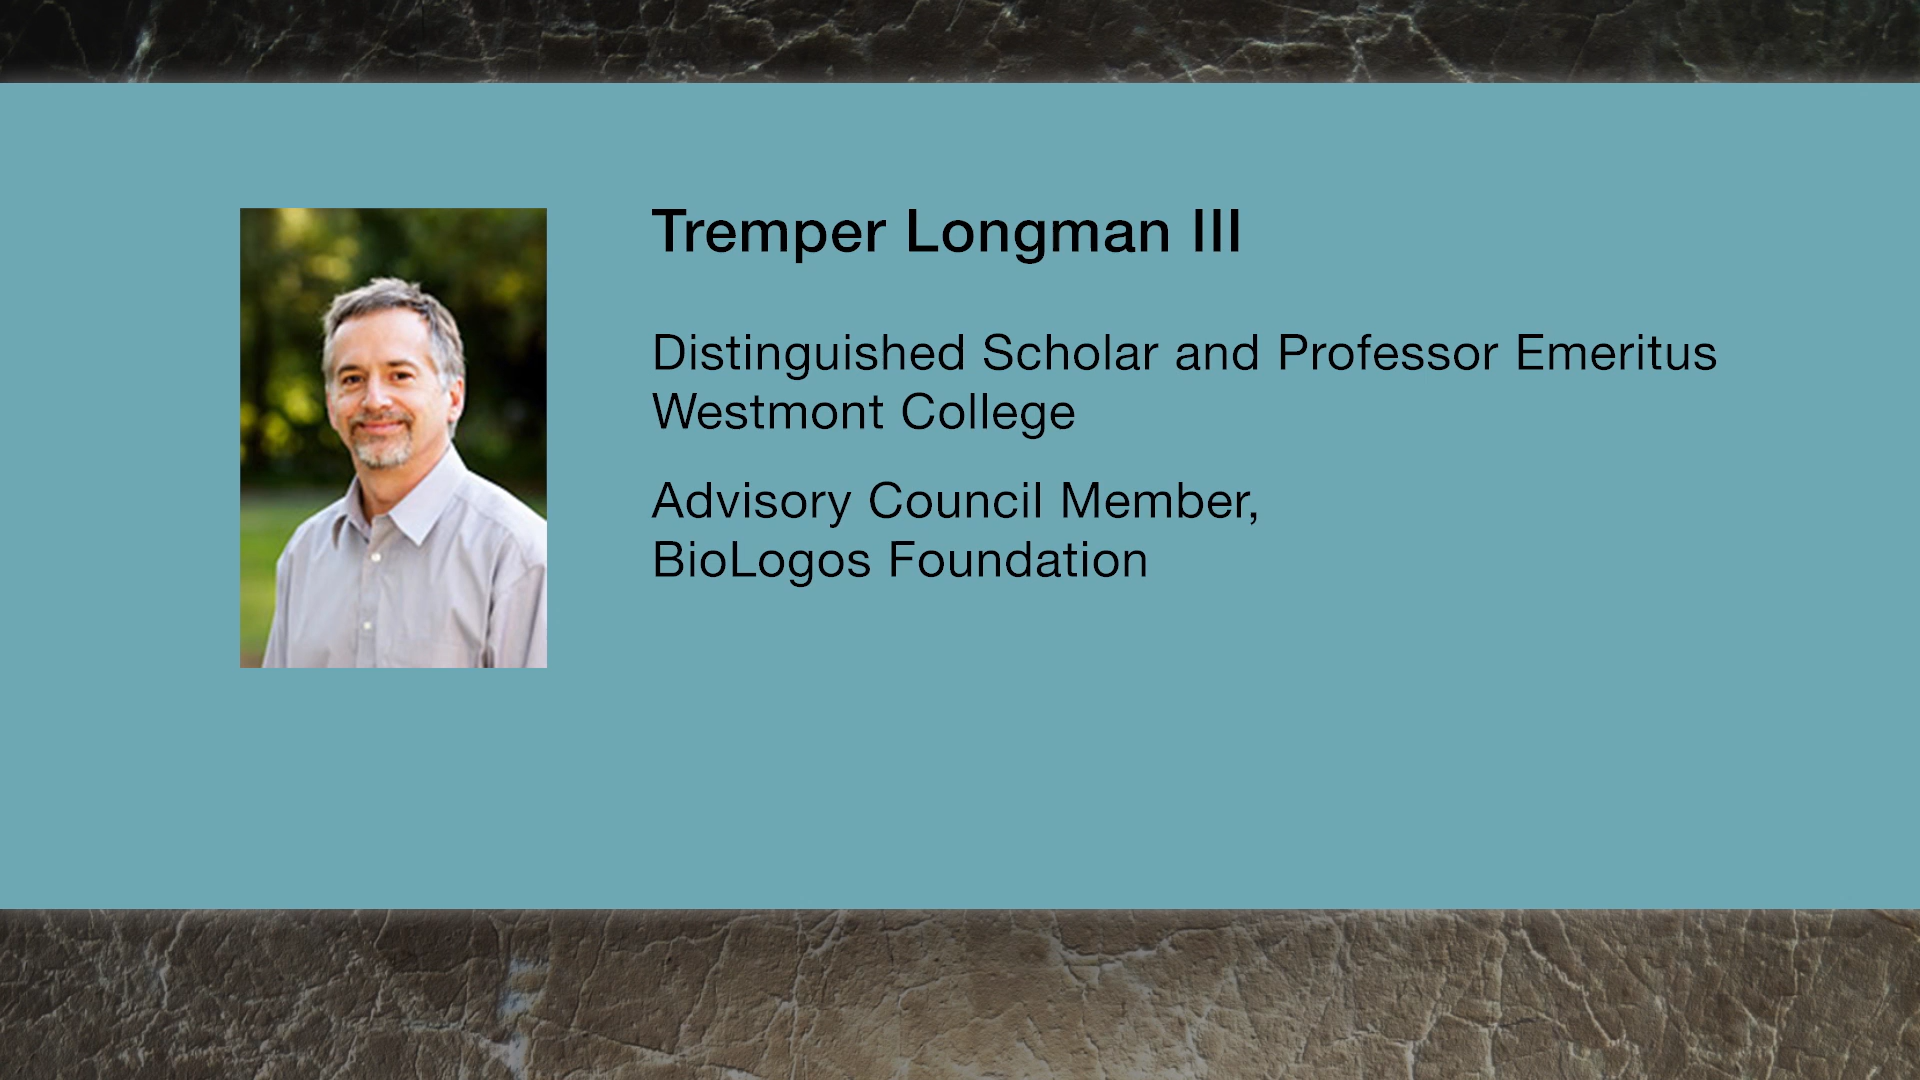 Tremper Longman III
Distinguished Scholar and Professor Emeritus
Westmont College
Advisory Council Member,
BioLogos Foundation